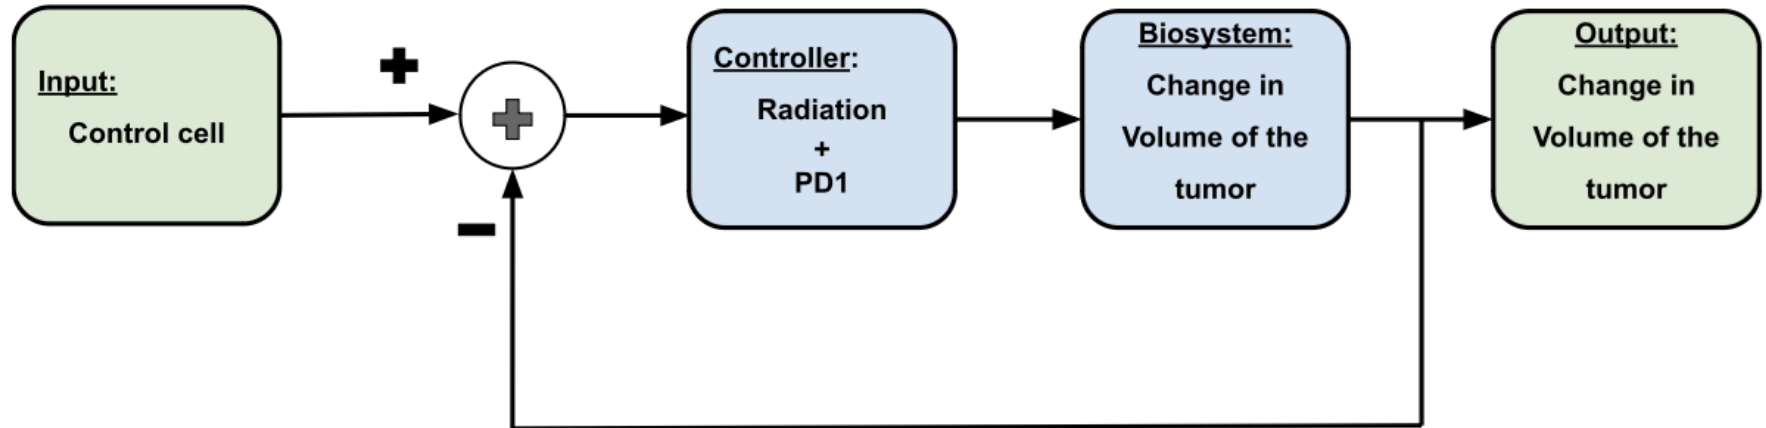 Input:
Control cell
+
+
−
Controller:
Radiation
+
PD1
Biosystem:
Change in
Volume of the
tumor
Output:
Change in
Volume of the
tumor